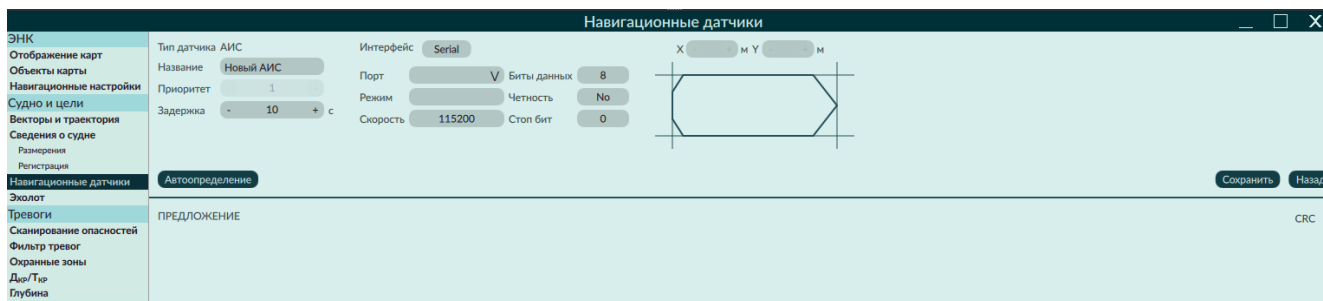 Навигационные датчики
ЭНК
Отображение карт
Объекты карты
Навигационные настройки
Судно и цели
Векторы и траектория
Сведения о судне
Размерения
Регистрация
Навигационные датчики
Эхолот
Тревоги
Сканирование опасностей
Фильтр тревог
Охранные зоны
Дкр/Ткр
Глубина
Тип датчика АИС
Название Новый АИС
Приоритет - 1 +
Задержка - 10 + с
Интерфейс Serial
Порт V Биты данных 8
Режим Четность No
Скорость 115200 Стоп бит 0
X - + м Y - + м
Автоопределение
Сохранить Назад
ПРЕДЛОЖЕНИЕ CRC